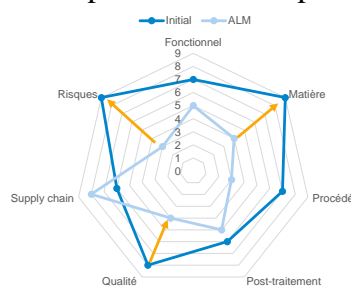 Initial ALM
Fonctionnel
9
8
7
6
5
4
3
2
1
0
Matière
Procédé
Post-traitement
Qualité
Supply chain
Risques